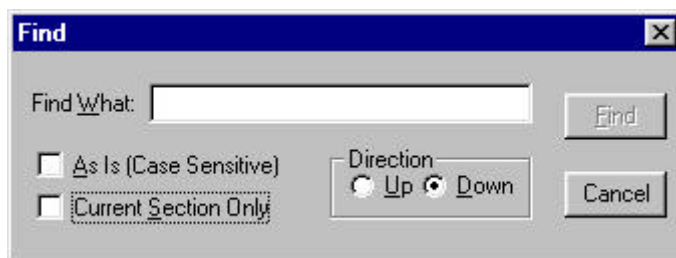 Find
Find What:
Find
As Is (Case Sensitive)
Direction
Up Down
Current Section Only
Cancel